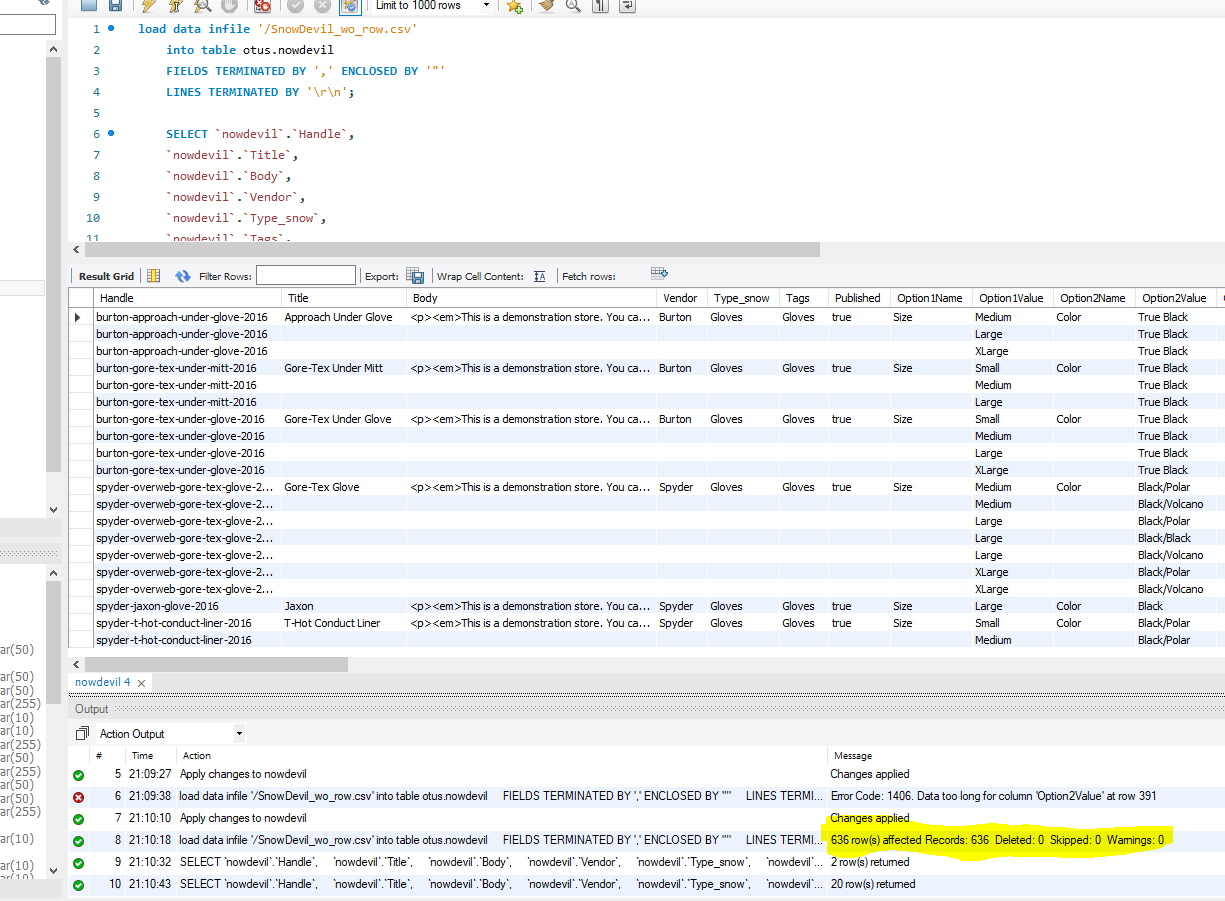 Limit to 1000 rows
1 load data infile '/SnowDevil_wo_row.csv'
2 into table otus.nowdevil
3 FIELDS TERMINATED BY ',' ENCLOSED BY '"'
4 LINES TERMINATED BY '\r\n';
5
6 SELECT `nowdevil`.`Handle`,
7 `nowdevil`.`Title`,
8 `nowdevil`.`Body`,
9 `nowdevil`.`Vendor`,
10 `nowdevil`.`Type_snow`,
11 `nowdevil`.`Tags`,
Result Grid Filter Rows: Export: Wrap Cell Content: Fetch rows:
Handle Title Body Vendor Type_snow Tags Published Option1Name Option1Value Option2Name Option2Value
burton-approach-under-glove-2016 Approach Under Glove <p><em>This is a demonstration store. You ca... Burton Gloves Gloves true Size Medium Color True Black
burton-approach-under-glove-2016 Large True Black
burton-approach-under-glove-2016 XLarge True Black
burton-gore-tex-under-mitt-2016 Gore-Tex Under Mitt <p><em>This is a demonstration store. You ca... Burton Gloves Gloves true Size Small Color True Black
burton-gore-tex-under-mitt-2016 Medium True Black
burton-gore-tex-under-mitt-2016 Large True Black
burton-gore-tex-under-glove-2016 Gore-Tex Under Glove <p><em>This is a demonstration store. You ca... Burton Gloves Gloves true Size Small Color True Black
burton-gore-tex-under-glove-2016 Medium True Black
burton-gore-tex-under-glove-2016 Large True Black
burton-gore-tex-under-glove-2016 XLarge True Black
spyder-overweb-gore-tex-glove-2... Gore-Tex Glove <p><em>This is a demonstration store. You ca... Spyder Gloves Gloves true Size Medium Color Black/Polar
spyder-overweb-gore-tex-glove-2... Medium Black/Volcano
spyder-overweb-gore-tex-glove-2... Large Black/Polar
spyder-overweb-gore-tex-glove-2... Large Black/Black
spyder-overweb-gore-tex-glove-2... Large Black/Volcano
spyder-overweb-gore-tex-glove-2... XLarge Black/Polar
spyder-overweb-gore-tex-glove-2... XLarge Black/Volcano
spyder-jaxon-glove-2016 Jaxon <p><em>This is a demonstration store. You ca... Spyder Gloves Gloves true Size Large Color Black
spyder-t-hot-conduct-liner-2016 T-Hot Conduct Liner <p><em>This is a demonstration store. You ca... Spyder Gloves Gloves true Size Small Color Black/Polar
spyder-t-hot-conduct-liner-2016 Medium Black/Polar
ar(50)
ar(50)
ar(50)
ar(255)
ar(10)
ar(10)
ar(255)
ar(50)
ar(255)
ar(50)
ar(50)
ar(255)
ar(10)
ar(10)
ar(10)
nowdevil 4
Output
Action Output
# Time Action Message
5 21:09:27 Apply changes to nowdevil Changes applied
6 21:09:38 load data infile '/SnowDevil_wo_row.csv' into table otus.nowdevil FIELDS TERMINATED BY ',' ENCLOSED BY '"' LINES TERMI... Error Code: 1406. Data too long for column 'Option2Value' at row 391
7 21:10:10 Apply changes to nowdevil Changes applied
8 21:10:18 load data infile '/SnowDevil_wo_row.csv' into table otus.nowdevil FIELDS TERMINATED BY ',' ENCLOSED BY '"' LINES TERMI... 636 row(s) affected Records: 636 Deleted: 0 Skipped: 0 Warnings: 0
9 21:10:32 SELECT `nowdevil`.`Handle`, `nowdevil`.`Title`, `nowdevil`.`Body`, `nowdevil`.`Vendor`, `nowdevil`.`Type_snow`, `nowdevil`... 2 row(s) returned
10 21:10:43 SELECT `nowdevil`.`Handle`, `nowdevil`.`Title`, `nowdevil`.`Body`, `nowdevil`.`Vendor`, `nowdevil`.`Type_snow`, `nowdevil`... 20 row(s) returned